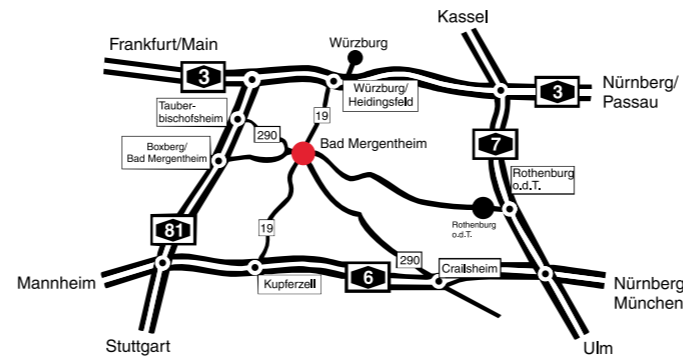 Kassel
Frankfurt/Main
Würzburg
3
Würzburg/
Heidingsfeld
3
Nürnberg/
Passau
Tauber-
bischofsheim
19
290
Boxberg/
Bad Mergentheim
Bad Mergentheim
7
Rothenburg
o.d.T.
Rothenburg
o.d.T.
81
19
290
Crailsheim
Mannheim
Kupferzell
6
Nürnberg
München
Stuttgart
Ulm